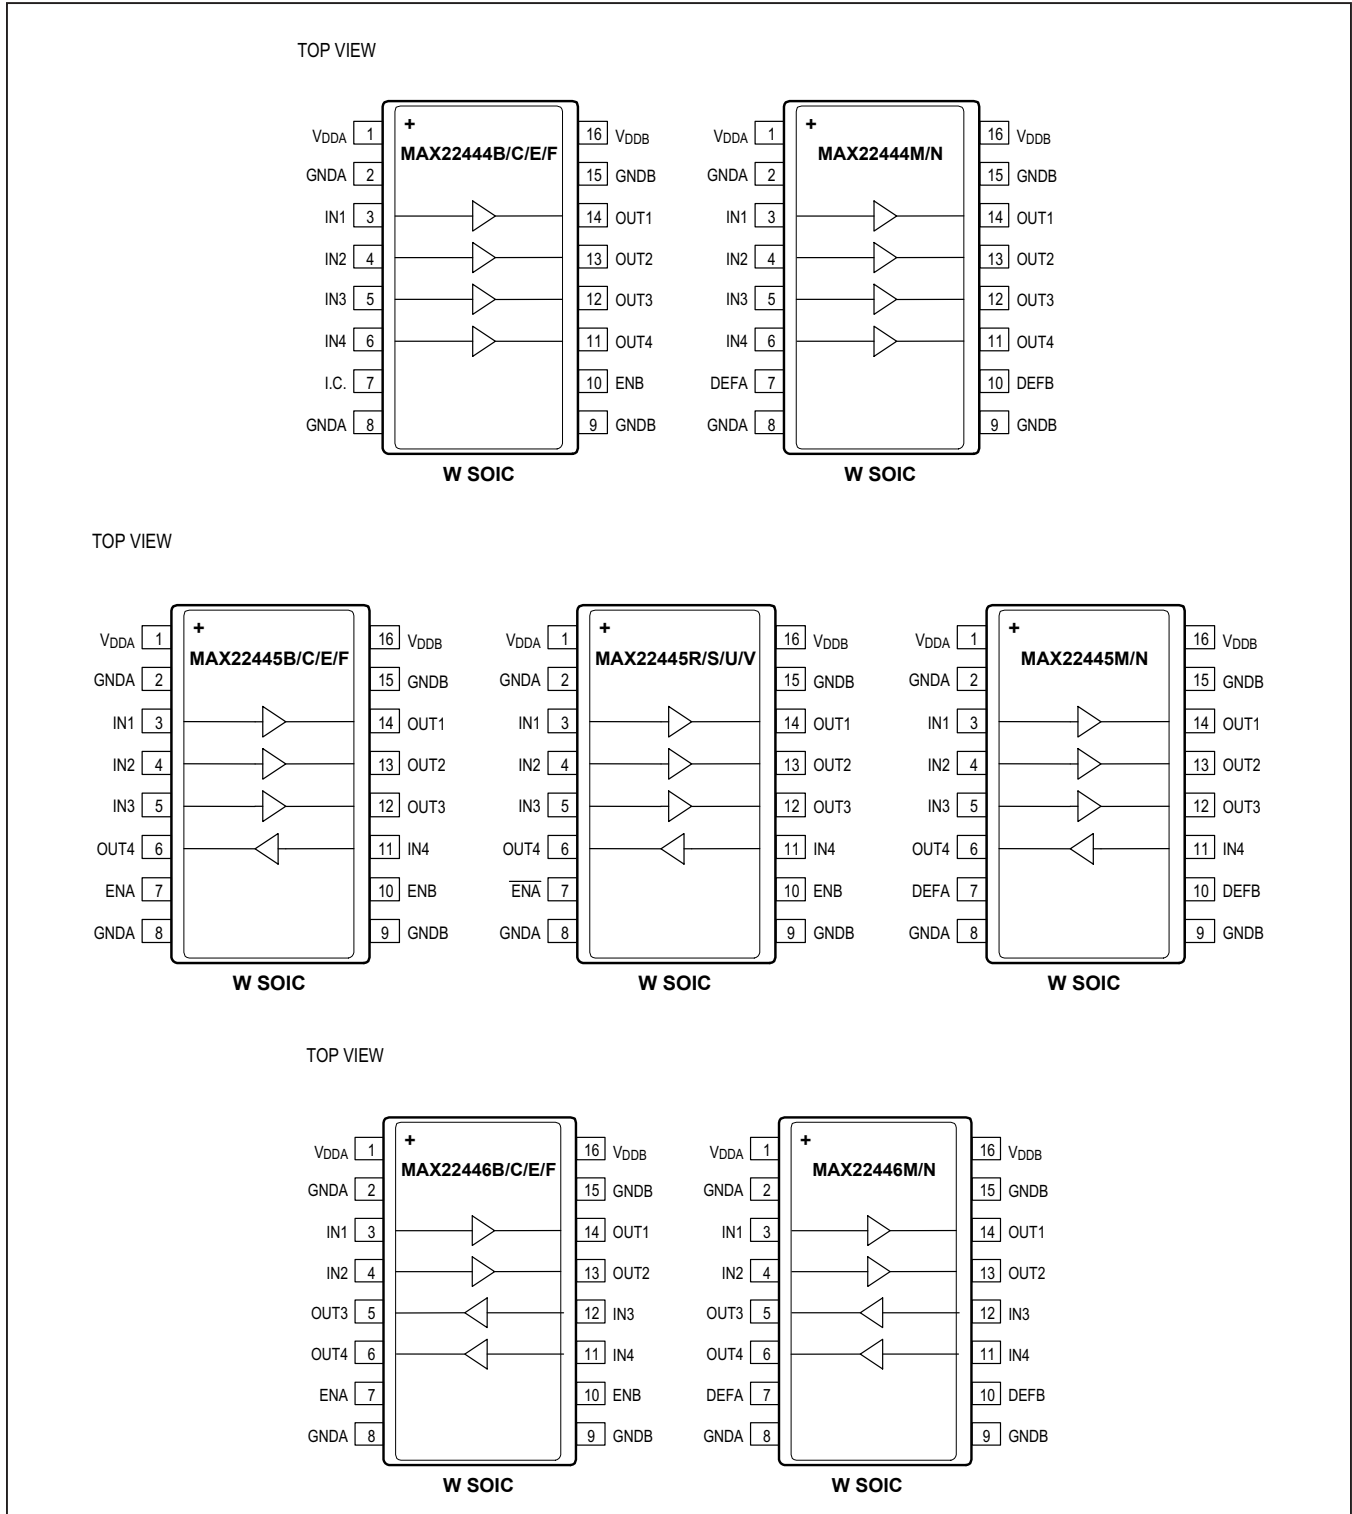 TOP VIEW
VDDA 1 + 16 VDDB VDDA 1 + 16 VDDB
MAX22444B/C/E/F MAX22444M/N
GNDA 2 15 GNDB GNDA 2 15 GNDB
IN1 3 14 OUT1 IN1 3 14 OUT1
IN2 4 13 OUT2 IN2 4 13 OUT2
IN3 5 12 OUT3 IN3 5 12 OUT3
IN4 6 11 OUT4 IN4 6 11 OUT4
I.C. 7 10 ENB DEFA 7 10 DEFB
GNDA 8 9 GNDB GNDA 8 9 GNDB
W SOIC W SOIC
TOP VIEW
VDDA 1 + 16 VDDB VDDA 1 + 16 VDDB VDDA 1 + 16 VDDB
MAX22445B/C/E/F MAX22445R/S/U/V MAX22445M/N
GNDA 2 15 GNDB GNDA 2 15 GNDB GNDA 2 15 GNDB
IN1 3 14 OUT1 IN1 3 14 OUT1 IN1 3 14 OUT1
IN2 4 13 OUT2 IN2 4 13 OUT2 IN2 4 13 OUT2
IN3 5 12 OUT3 IN3 5 12 OUT3 IN3 5 12 OUT3
OUT4 6 11 IN4 OUT4 6 11 IN4 OUT4 6 11 IN4
ENA 7 10 ENB E̅N̅A̅ 7 10 ENB DEFA 7 10 DEFB
GNDA 8 9 GNDB GNDA 8 9 GNDB GNDA 8 9 GNDB
W SOIC W SOIC W SOIC
TOP VIEW
VDDA 1 + 16 VDDB VDDA 1 + 16 VDDB
MAX22446B/C/E/F MAX22446M/N
GNDA 2 15 GNDB GNDA 2 15 GNDB
IN1 3 14 OUT1 IN1 3 14 OUT1
IN2 4 13 OUT2 IN2 4 13 OUT2
OUT3 5 12 IN3 OUT3 5 12 IN3
OUT4 6 11 IN4 OUT4 6 11 IN4
ENA 7 10 ENB DEFA 7 10 DEFB
GNDA 8 9 GNDB GNDA 8 9 GNDB
W SOIC W SOIC